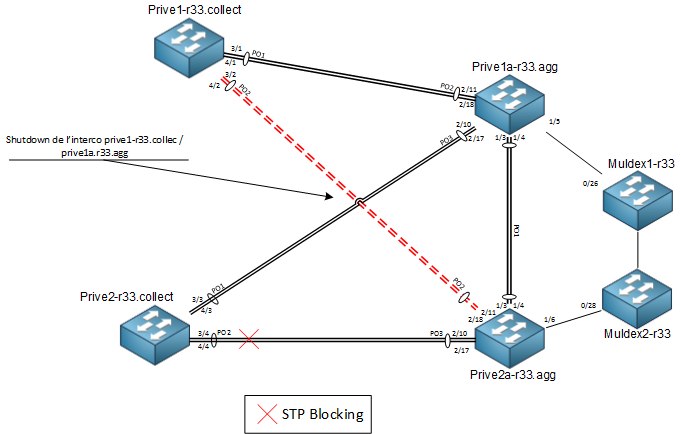 Prive1-r33.collect
3/1
PO1
4/1
3/2
4/2
PO2
Prive1a-r33.agg
PO2
2/11
2/18
2/10
2/17
PO3
1/3
1/4
1/5
Shutdown de l'interco prive1-r33.collec /
prive1a.r33.agg
Muldex1-r33
0/26
PO1
Prive2-r33.collect
PO1
3/3
4/3
3/4
PO2
4/4
PO2
2/11
2/18
1/3
1/4
PO3
2/10
2/17
1/6
0/28
Muldex2-r33
Prive2a-r33.agg
STP Blocking